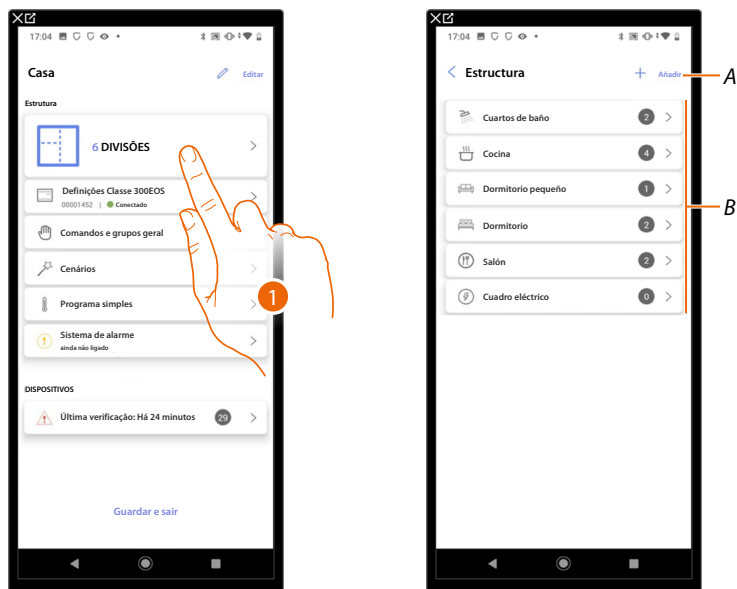 17:04
Casa
Editar
Estrutura
6 DIVISÕES
Definições Classe 300EOS
00001452 | Conectado
Comandos e grupos geral
Cenários
Programa simples
Sistema de alarme
ainda não ligado
DISPOSITIVOS
Última verificação: Há 24 minutos 29
Guardar e sair
1
17:04
Estructura
Añadir
A
Cuartos de baño 2
Cocina 4
Dormitorio pequeño 1
Dormitorio 2
Salón 2
Cuadro eléctrico 0
B